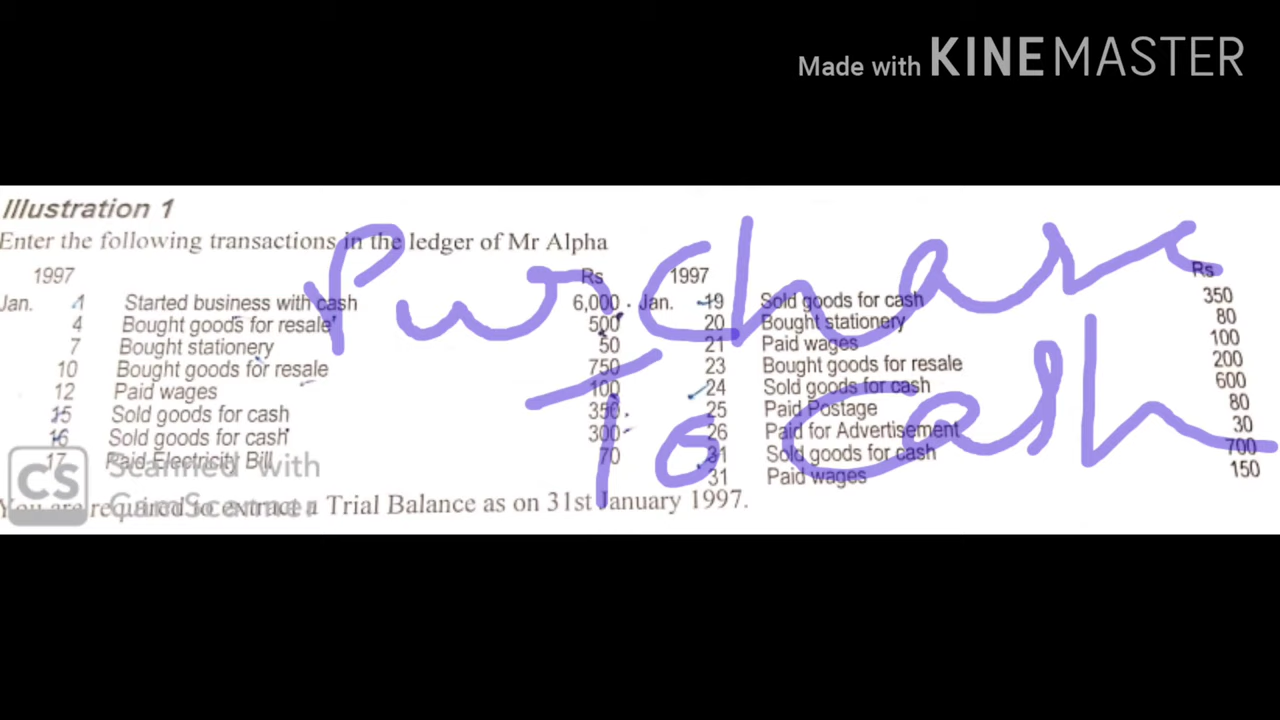 Made with KINEMASTER
Illustration 1
Enter the following transactions in the ledger of Mr Alpha
1997 Rs 1997 Rs
Jan. 1 Started business with cash 6,000 Jan. 19 Sold goods for cash 350
4 Bought goods for resale 500 20 Bought stationery 80
7 Bought stationery 50 21 Paid wages 100
10 Bought goods for resale 750 23 Bought goods for resale 200
12 Paid wages 100 24 Sold goods for cash 600
15 Sold goods for cash 350 25 Paid Postage 80
16 Sold goods for cash 300 26 Paid for Advertisement 30
17 Paid Electricity Bill 70 31 Sold goods for cash 700
31 Paid wages 150
You are required to extract a Trial Balance as on 31st January 1997.
CS Scanned with
CamScanner
Purchase
To Cash